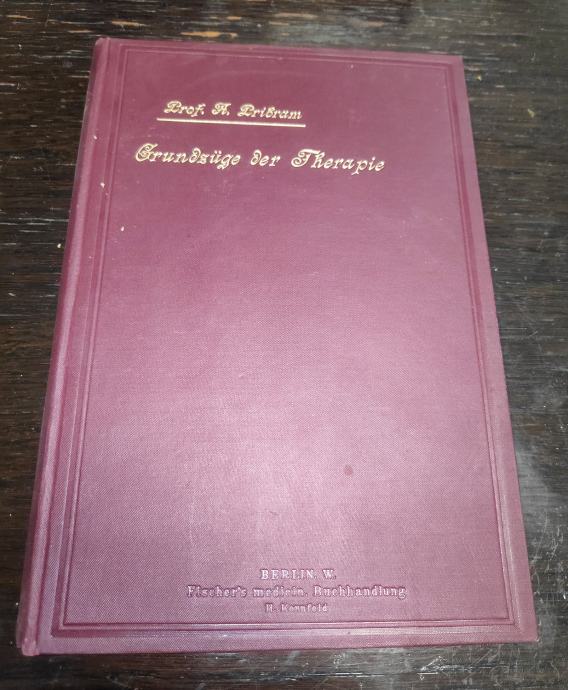 Prof. A. Pribram
Grundzüge der Therapie
BERLIN. W.
Fischer's medicin. Buchhandlung
H. Kornfeld